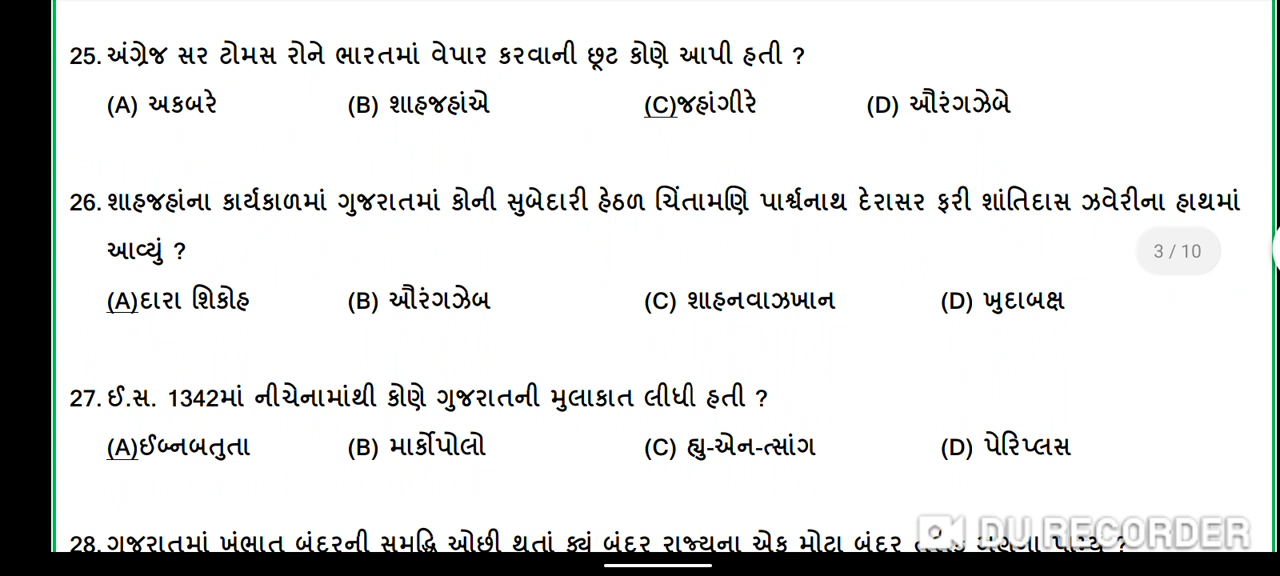 25. અંગ્રેજ સર ટોમસ રોને ભારતમાં વેપાર કરવાની છૂટ કોણે આપી હતી ?
(A) અકબરે (B) શાહજહાંએ (C)જહાંગીરે (D) ઔરંગઝેબે
26. શાહજહાંના કાર્યકાળમાં ગુજરાતમાં કોની સુબેદારી હેઠળ ચિંતામણિ પાર્શ્વનાથ દેરાસર ફરી શાંતિદાસ ઝવેરીના હાથમાં
આવ્યું ?
3 / 10
(A)દારા શિકોહ (B) ઔરંગઝેબ (C) શાહનવાઝખાન (D) ખુદાબક્ષ
27. ઈ.સ. 1342માં નીચેનામાંથી કોણે ગુજરાતની મુલાકાત લીધી હતી ?
(A)ઈબ્નબતુતા (B) માર્કોપોલો (C) હ્યુ-એન-ત્સાંગ (D) પેરિપ્લસ
28. ગુજરાતમાં ખંભાત બંદરની સમૃદ્ધિ ઓછી થતાં ક્યું બંદર રાજ્યના એક મોટા બંદર
DU RECORDER